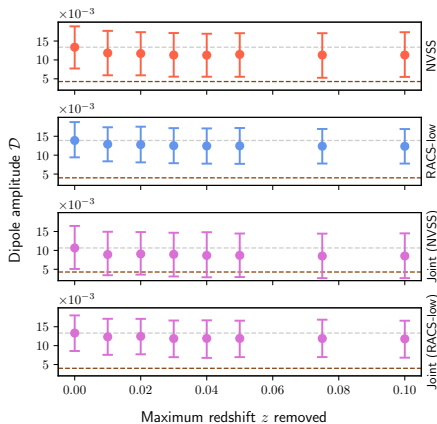 ×10⁻³
15
10
5
NVSS
×10⁻³
15
10
5
RACS-low
Dipole amplitude 𝒟
×10⁻³
15
10
5
Joint (NVSS)
×10⁻³
15
10
5
Joint (RACS-low)
0.00 0.02 0.04 0.06 0.08 0.10
Maximum redshift z removed